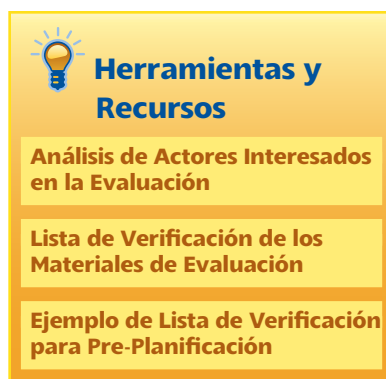 Herramientas y
Recursos
Análisis de Actores Interesados
en la Evaluación
Lista de Verificación de los
Materiales de Evaluación
Ejemplo de Lista de Verificación
para Pre-Planificación